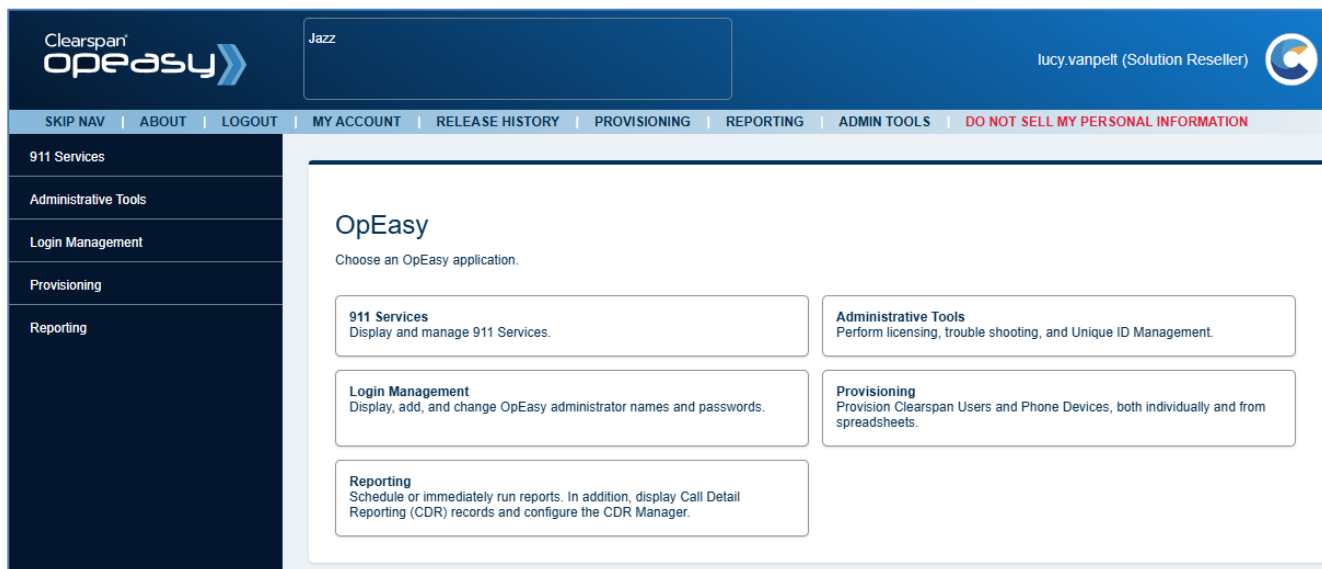 Clearspan®
opeasy
Jazz
lucy.vanpelt (Solution Reseller)
SKIP NAV | ABOUT | LOGOUT | MY ACCOUNT | RELEASE HISTORY | PROVISIONING | REPORTING | ADMIN TOOLS | DO NOT SELL MY PERSONAL INFORMATION
911 Services
Administrative Tools
Login Management
Provisioning
Reporting
OpEasy
Choose an OpEasy application.
911 Services
Display and manage 911 Services.
Administrative Tools
Perform licensing, trouble shooting, and Unique ID Management.
Login Management
Display, add, and change OpEasy administrator names and passwords.
Provisioning
Provision Clearspan Users and Phone Devices, both individually and from
spreadsheets.
Reporting
Schedule or immediately run reports. In addition, display Call Detail
Reporting (CDR) records and configure the CDR Manager.